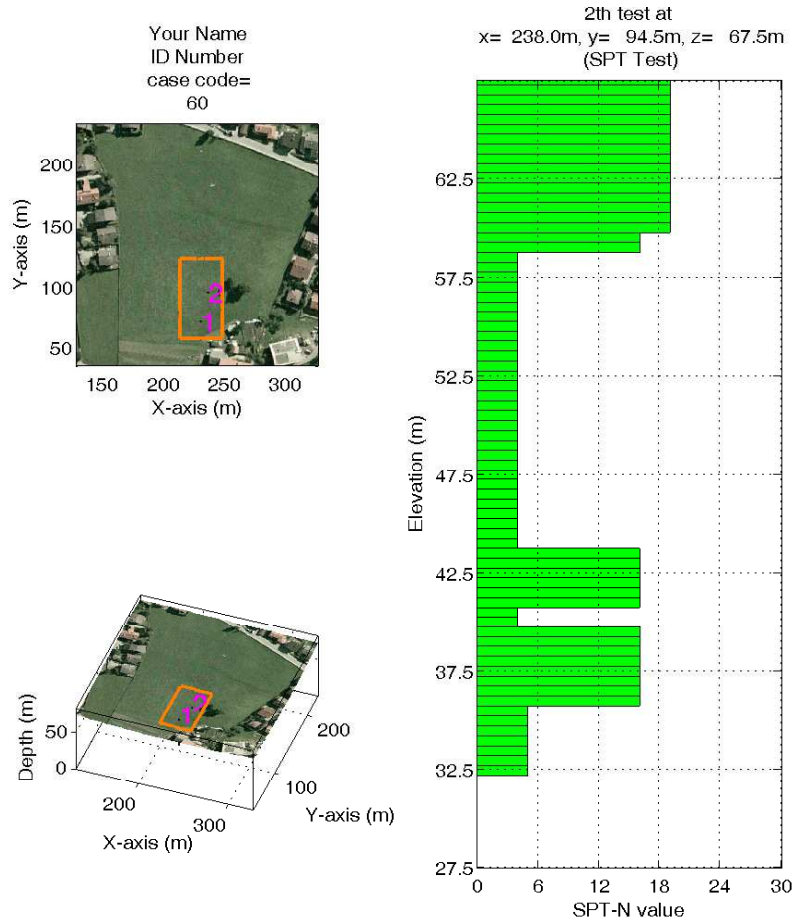 Your Name
ID Number
case code=
60
200
150
100
50
Y-axis (m)
2
1
150 200 250 300
X-axis (m)
50
0
Depth (m)
2
1
200
300
X-axis (m)
100
200
Y-axis (m)
2th test at
x= 238.0m, y= 94.5m, z= 67.5m
(SPT Test)
62.5
57.5
52.5
47.5
42.5
37.5
32.5
27.5
Elevation (m)
0 6 12 18 24 30
SPT-N value